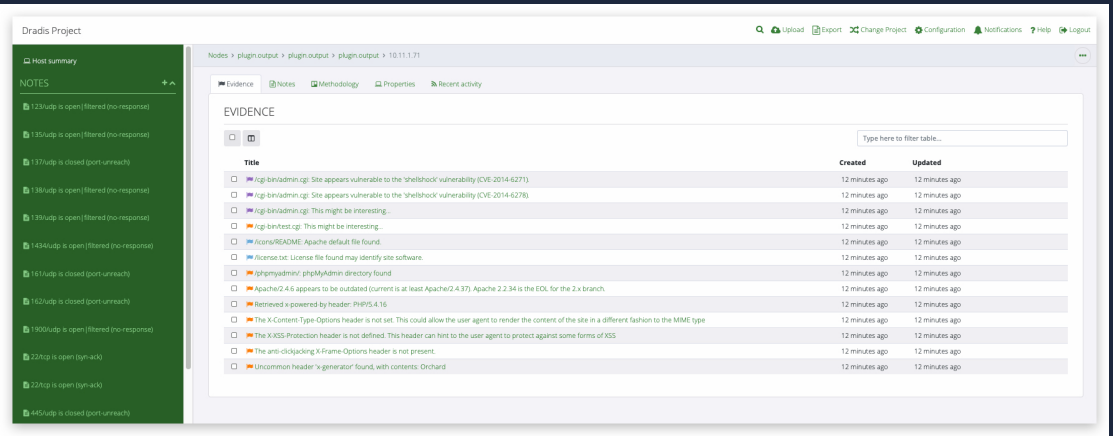 Dradis Project
Upload Export Change Project Configuration Notifications ? Help Logout
Host summary
NOTES
123/udp is open|filtered (no-response)
135/udp is open|filtered (no-response)
137/udp is closed (port-unreach)
138/udp is open|filtered (no-response)
139/udp is open|filtered (no-response)
1434/udp is open|filtered (no-response)
161/udp is closed (port-unreach)
162/udp is closed (port-unreach)
1900/udp is open|filtered (no-response)
22/tcp is open (syn-ack)
22/tcp is open (syn-ack)
445/udp is closed (port-unreach)
Nodes > plugin.output > plugin.output > plugin.output > 10.11.1.71
Evidence Notes Methodology Properties Recent activity
EVIDENCE
Type here to filter table...
Title Created Updated
/cgi-bin/admin.cgi: Site appears vulnerable to the 'shellshock' vulnerability (CVE-2014-6271). 12 minutes ago 12 minutes ago
/cgi-bin/admin.cgi: Site appears vulnerable to the 'shellshock' vulnerability (CVE-2014-6278). 12 minutes ago 12 minutes ago
/cgi-bin/admin.cgi: This might be interesting... 12 minutes ago 12 minutes ago
/cgi-bin/test.cgi: This might be interesting... 12 minutes ago 12 minutes ago
/icons/README: Apache default file found. 12 minutes ago 12 minutes ago
/license.txt: License file found may identify site software. 12 minutes ago 12 minutes ago
/phpmyadmin/: phpMyAdmin directory found 12 minutes ago 12 minutes ago
Apache/2.4.6 appears to be outdated (current is at least Apache/2.4.37). Apache 2.2.34 is the EOL for the 2.x branch. 12 minutes ago 12 minutes ago
Retrieved x-powered-by header: PHP/5.4.16 12 minutes ago 12 minutes ago
The X-Content-Type-Options header is not set. This could allow the user agent to render the content of the site in a different fashion to the MIME type 12 minutes ago 12 minutes ago
The X-XSS-Protection header is not defined. This header can hint to the user agent to protect against some forms of XSS 12 minutes ago 12 minutes ago
The anti-clickjacking X-Frame-Options header is not present 12 minutes ago 12 minutes ago
Uncommon header 'x-generator' found, with contents: Orchard 12 minutes ago 12 minutes ago